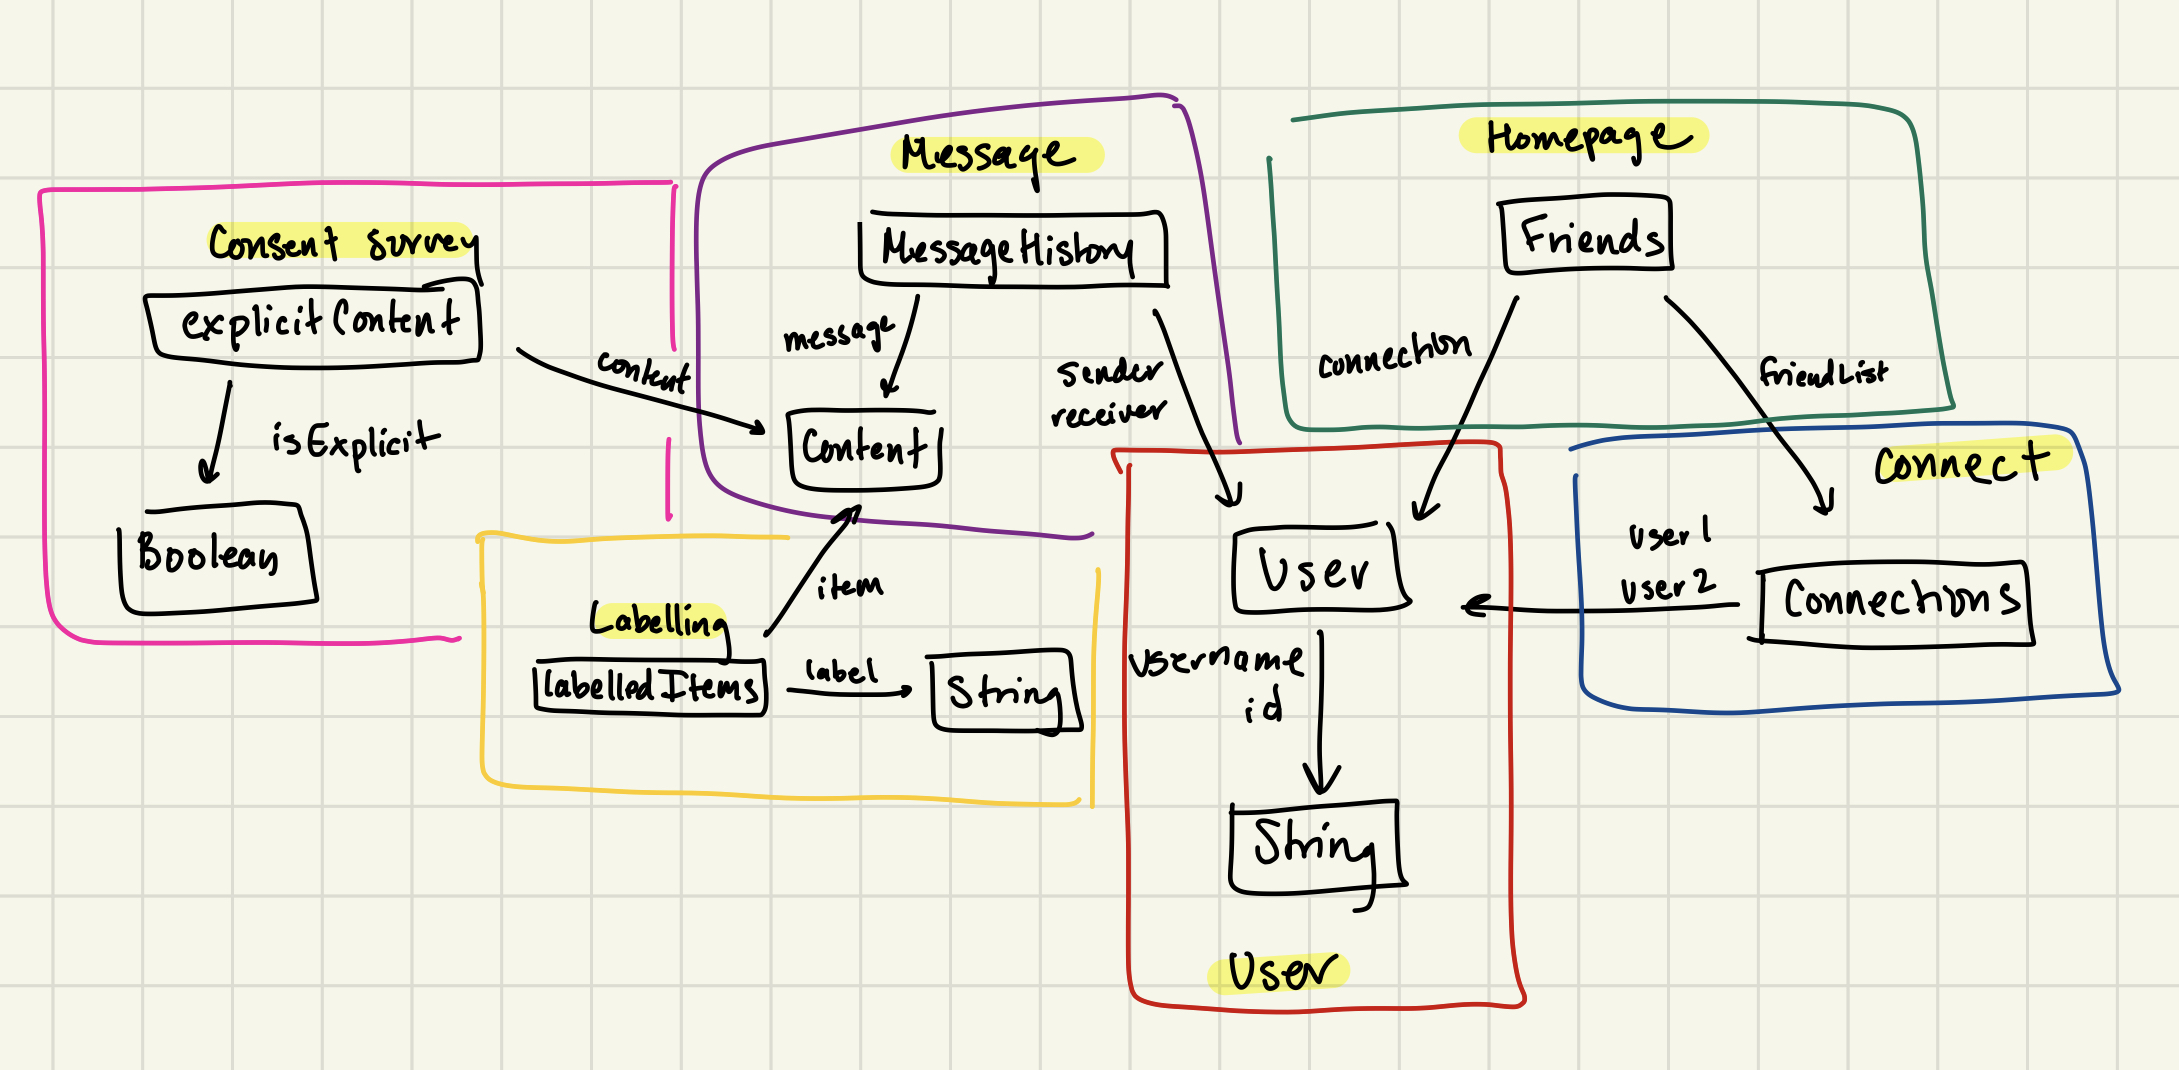 Consent Survey
explicitContent
isExplicit
Boolean
content
Message
MessageHistory
message
sender
receiver
Content
Homepage
Friends
connection
friendList
Connect
user1
user2
Connections
Labelling
labelledItems
item
label
String
User
username
id
String
User